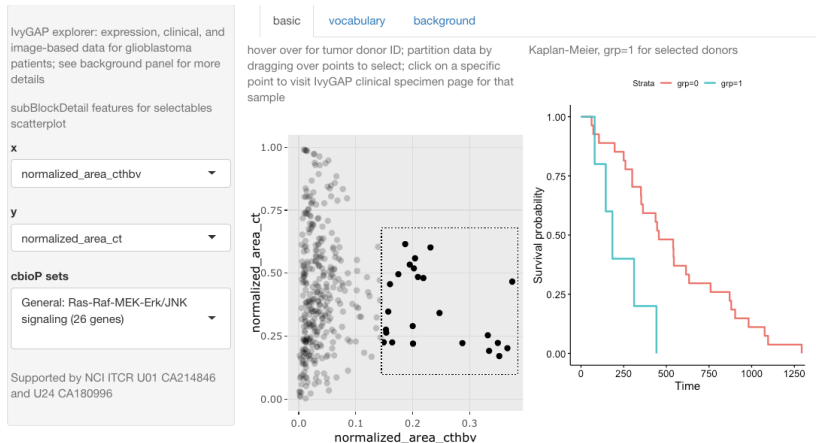 IvyGAP explorer: expression, clinical, and
image-based data for glioblastoma
patients; see background panel for more
details
subBlockDetail features for selectables
scatterplot
x
normalized_area_cthbv
y
normalized_area_ct
cbioP sets
General: Ras-Raf-MEK-Erk/JNK
signaling (26 genes)
Supported by NCI ITCR U01 CA214846
and U24 CA180996
basic vocabulary background
hover over for tumor donor ID; partition data by
dragging over points to select; click on a specific
point to visit IvyGAP clinical specimen page for that
sample
normalized_area_ct
1.00
0.75
0.50
0.25
0.00
0.0 0.1 0.2 0.3
normalized_area_cthbv
Kaplan-Meier, grp=1 for selected donors
Strata grp=0 grp=1
Survival probability
1.00
0.75
0.50
0.25
0.00
0 250 500 750 1000 1250
Time